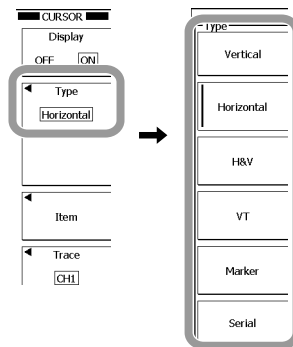 CURSOR
Display
OFF ON
Type
Horizontal
Item
Trace
CH1
Type
Vertical
Horizontal
H&V
VT
Marker
Serial